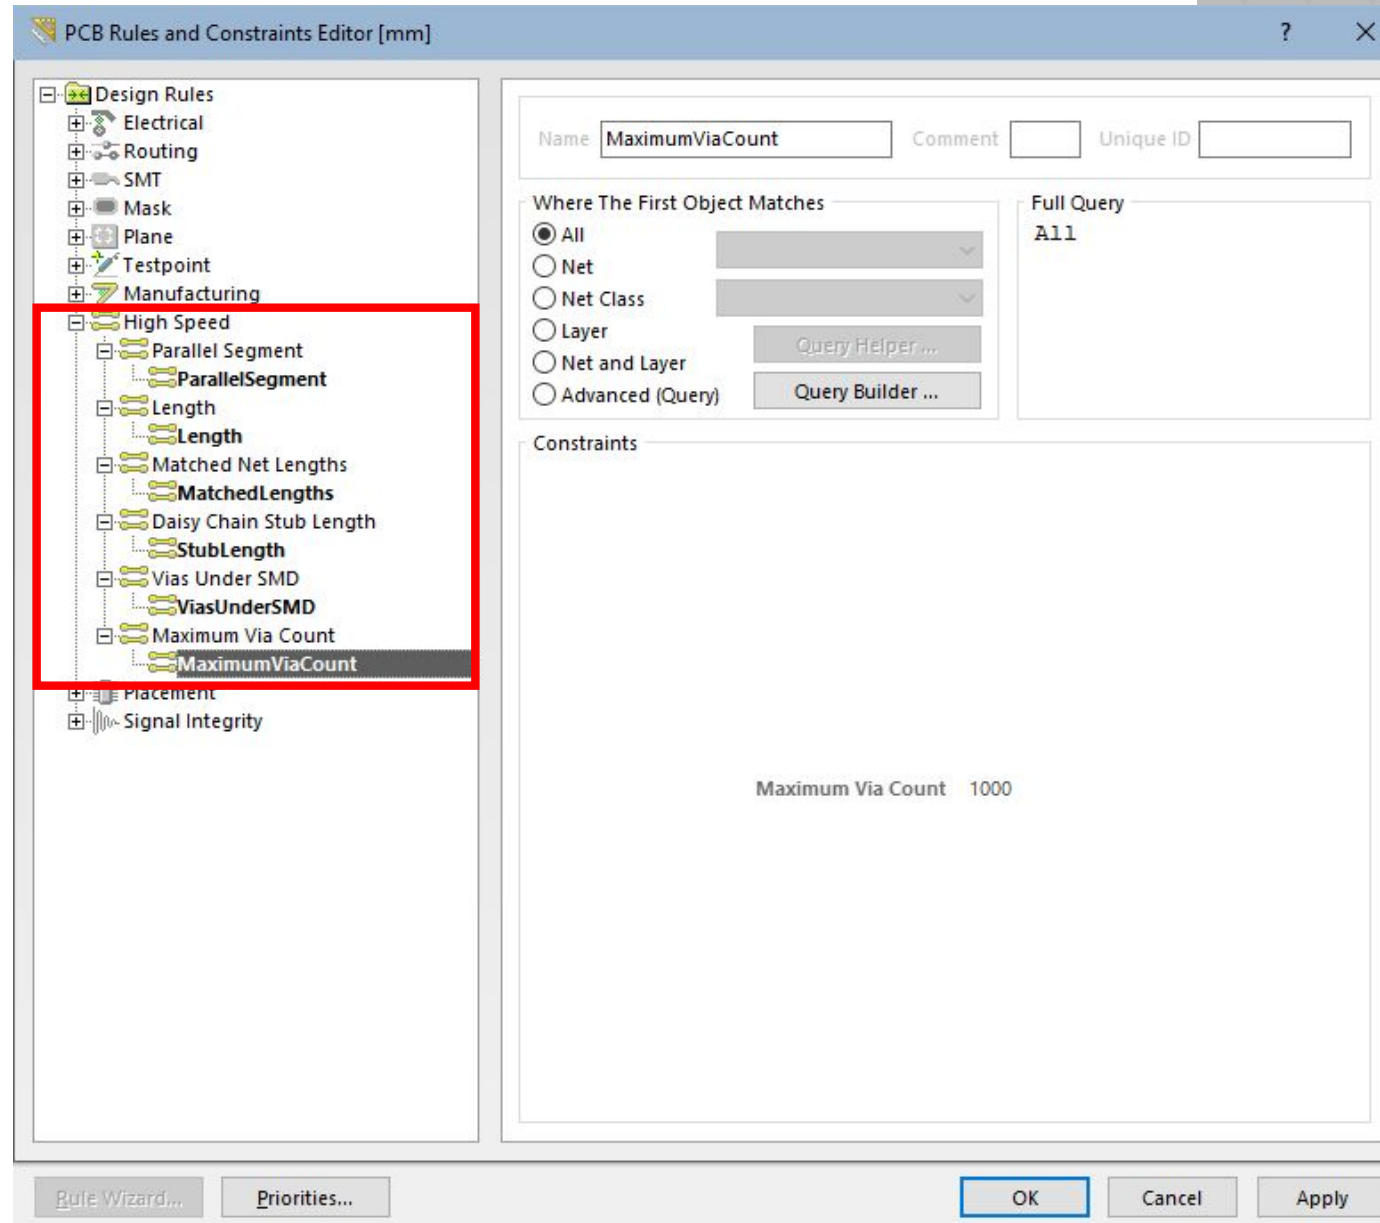 PCB Rules and Constraints Editor [mm]
?
Design Rules
Electrical
Routing
SMT
Mask
Plane
Testpoint
Manufacturing
High Speed
Parallel Segment
ParallelSegment
Length
Length
Matched Net Lengths
MatchedLengths
Daisy Chain Stub Length
StubLength
Vias Under SMD
ViasUnderSMD
Maximum Via Count
MaximumViaCount
Placement
Signal Integrity
Name MaximumViaCount Comment Unique ID
Where The First Object Matches
All
Net
Net Class
Layer
Net and Layer
Advanced (Query)
Query Helper ...
Query Builder ...
Full Query
All
Constraints
Maximum Via Count 1000
Rule Wizard... Priorities... OK Cancel Apply